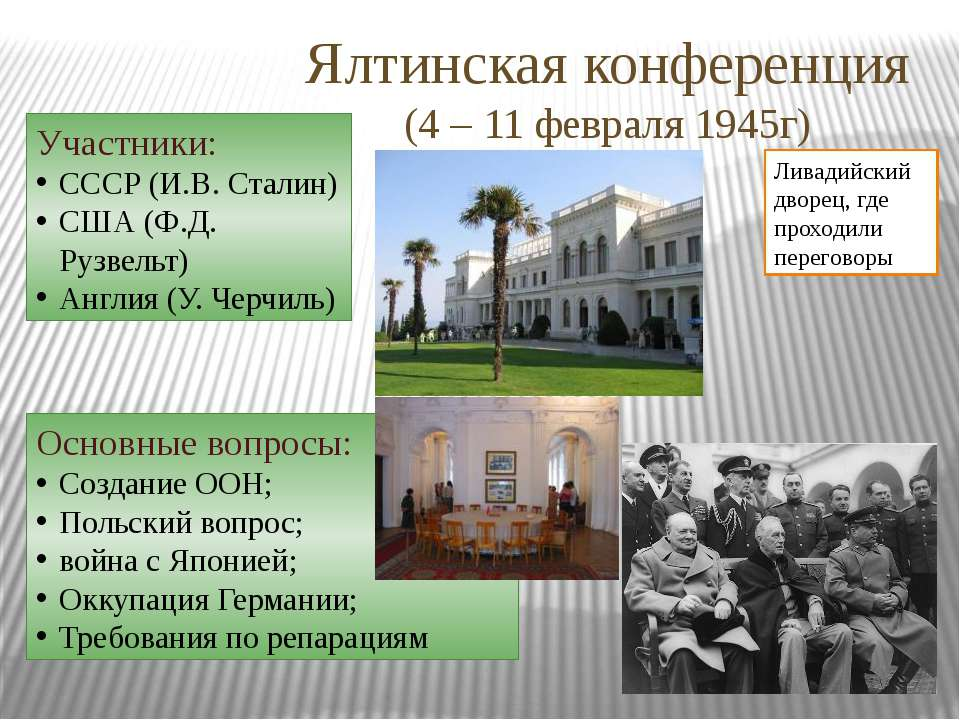 Ялтинская конференция
(4 – 11 февраля 1945г)
Участники:
• СССР (И.В. Сталин)
• США (Ф.Д.
Рузвельт)
• Англия (У. Черчиль)
Ливадийский
дворец, где
проходили
переговоры
Основные вопросы:
• Создание ООН;
• Польский вопрос;
• война с Японией;
• Оккупация Германии;
• Требования по репарациям